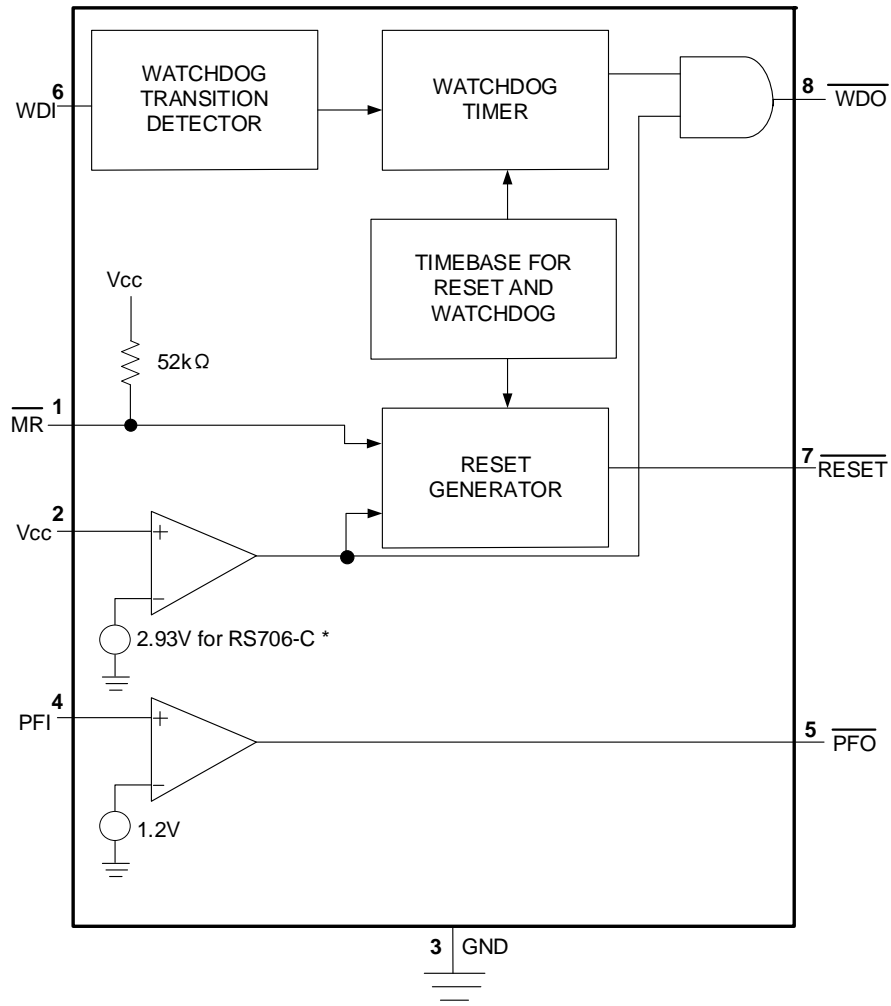 WATCHDOG
TRANSITION
DETECTOR
WATCHDOG
TIMER
6
WDI
8
WDO
TIMEBASE FOR
RESET AND
WATCHDOG
Vcc
52kΩ
1
MR
RESET
GENERATOR
7
RESET
2
Vcc
+
−
2.93V for RS706-C *
4
PFI
+
−
5
PFO
1.2V
3 GND